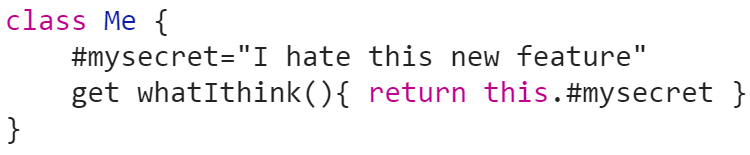 class Me {
    #mysecret="I hate this new feature"
    get whatIthink(){ return this.#mysecret }
}